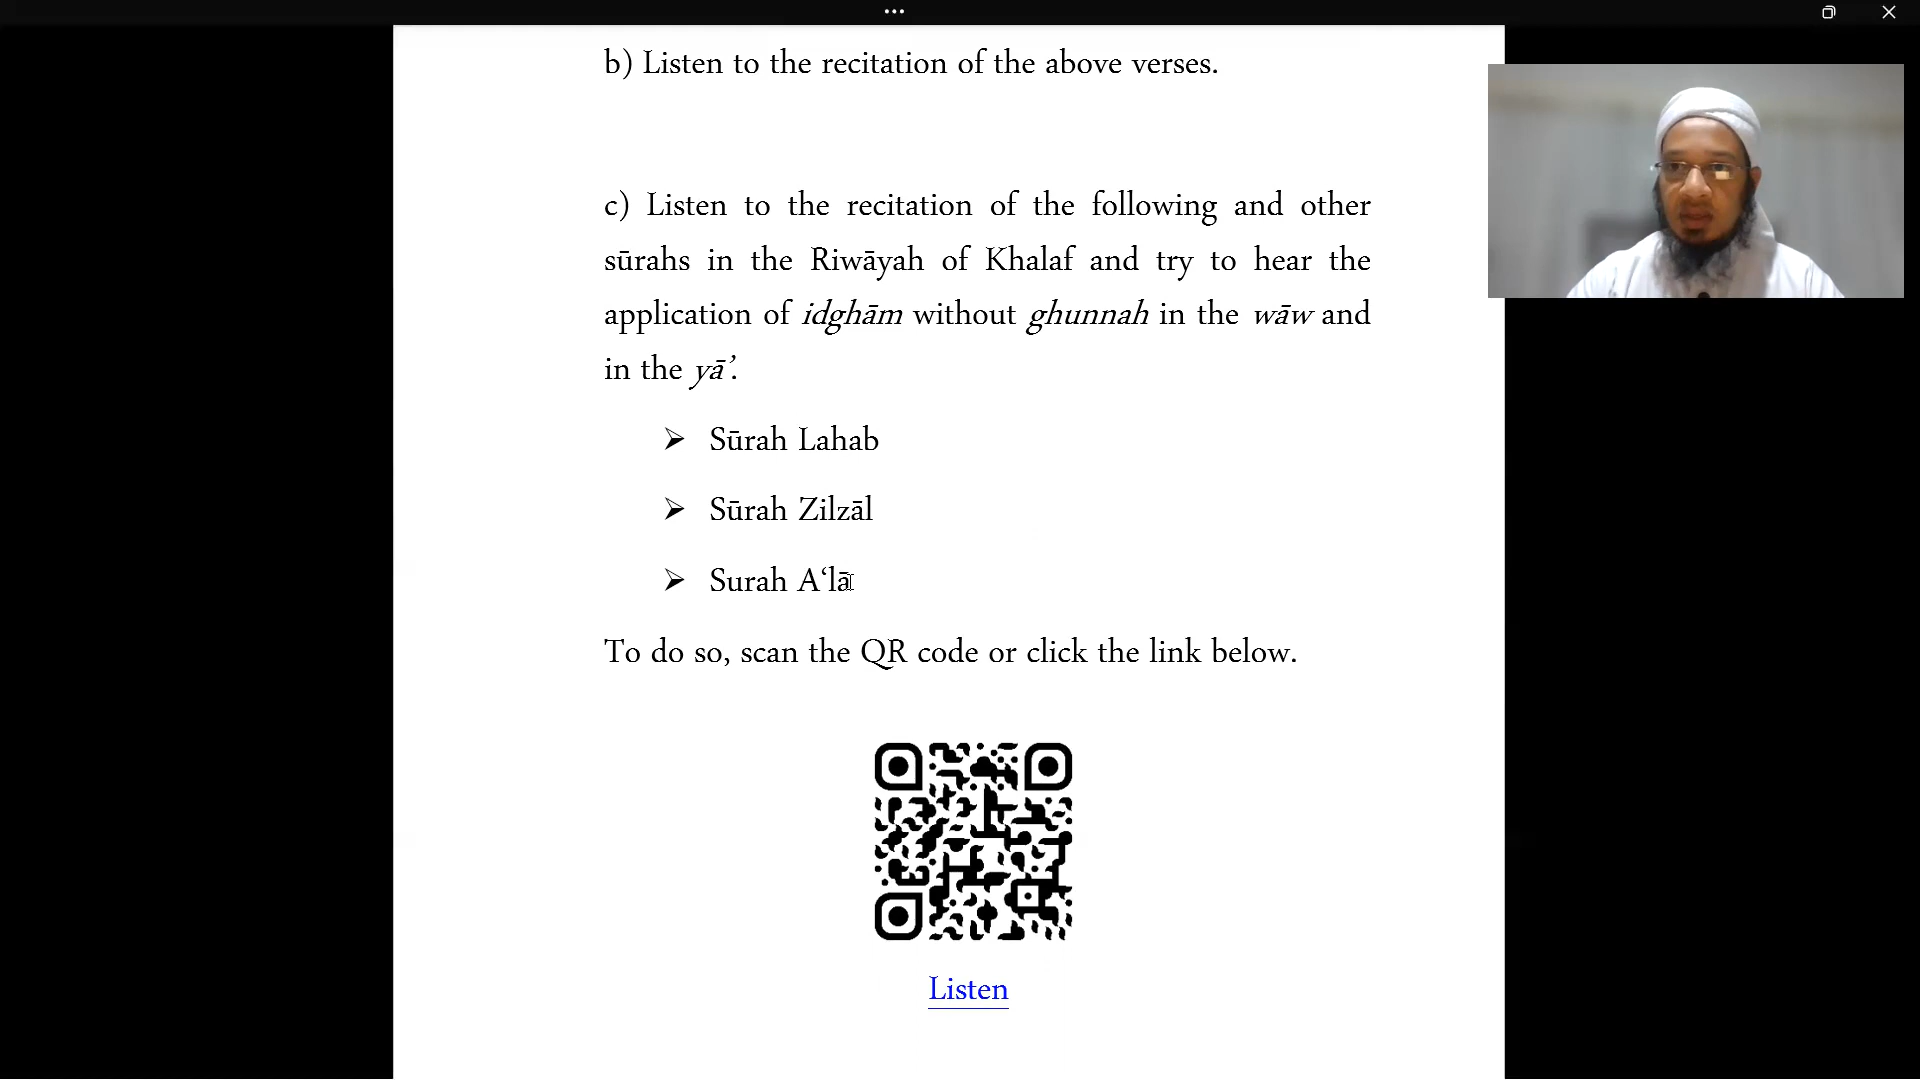 b) Listen to the recitation of the above verses.
c) Listen to the recitation of the following and other
sūrahs in the Riwāyah of Khalaf and try to hear the
application of idghām without ghunnah in the wāw and
in the yā’.
➢ Sūrah Lahab
➢ Sūrah Zilzāl
➢ Surah A‘lā
To do so, scan the QR code or click the link below.
Listen